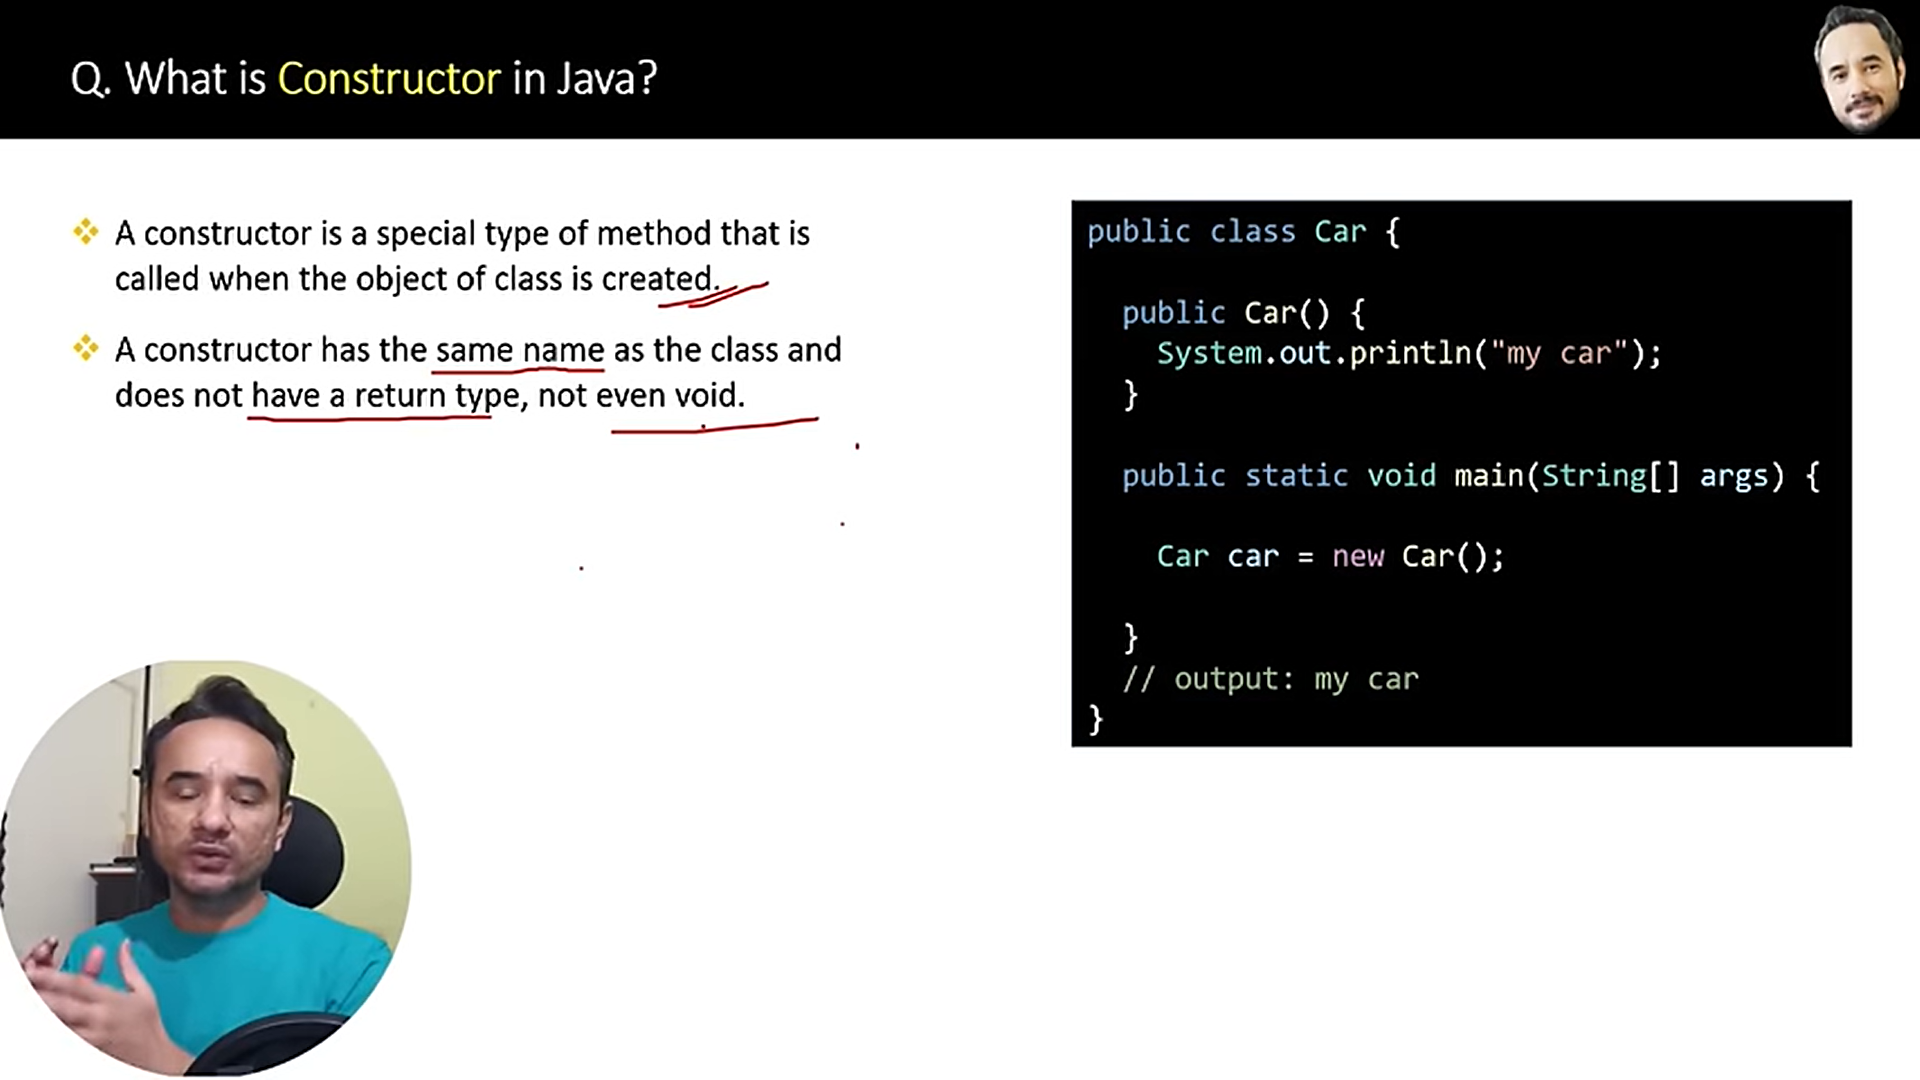 Q. What is Constructor in Java?
A constructor is a special type of method that is
called when the object of class is created.
A constructor has the same name as the class and
does not have a return type, not even void.
public class Car {
public Car() {
System.out.println("my car");
}
public static void main(String[] args) {
Car car = new Car();
}
// output: my car
}